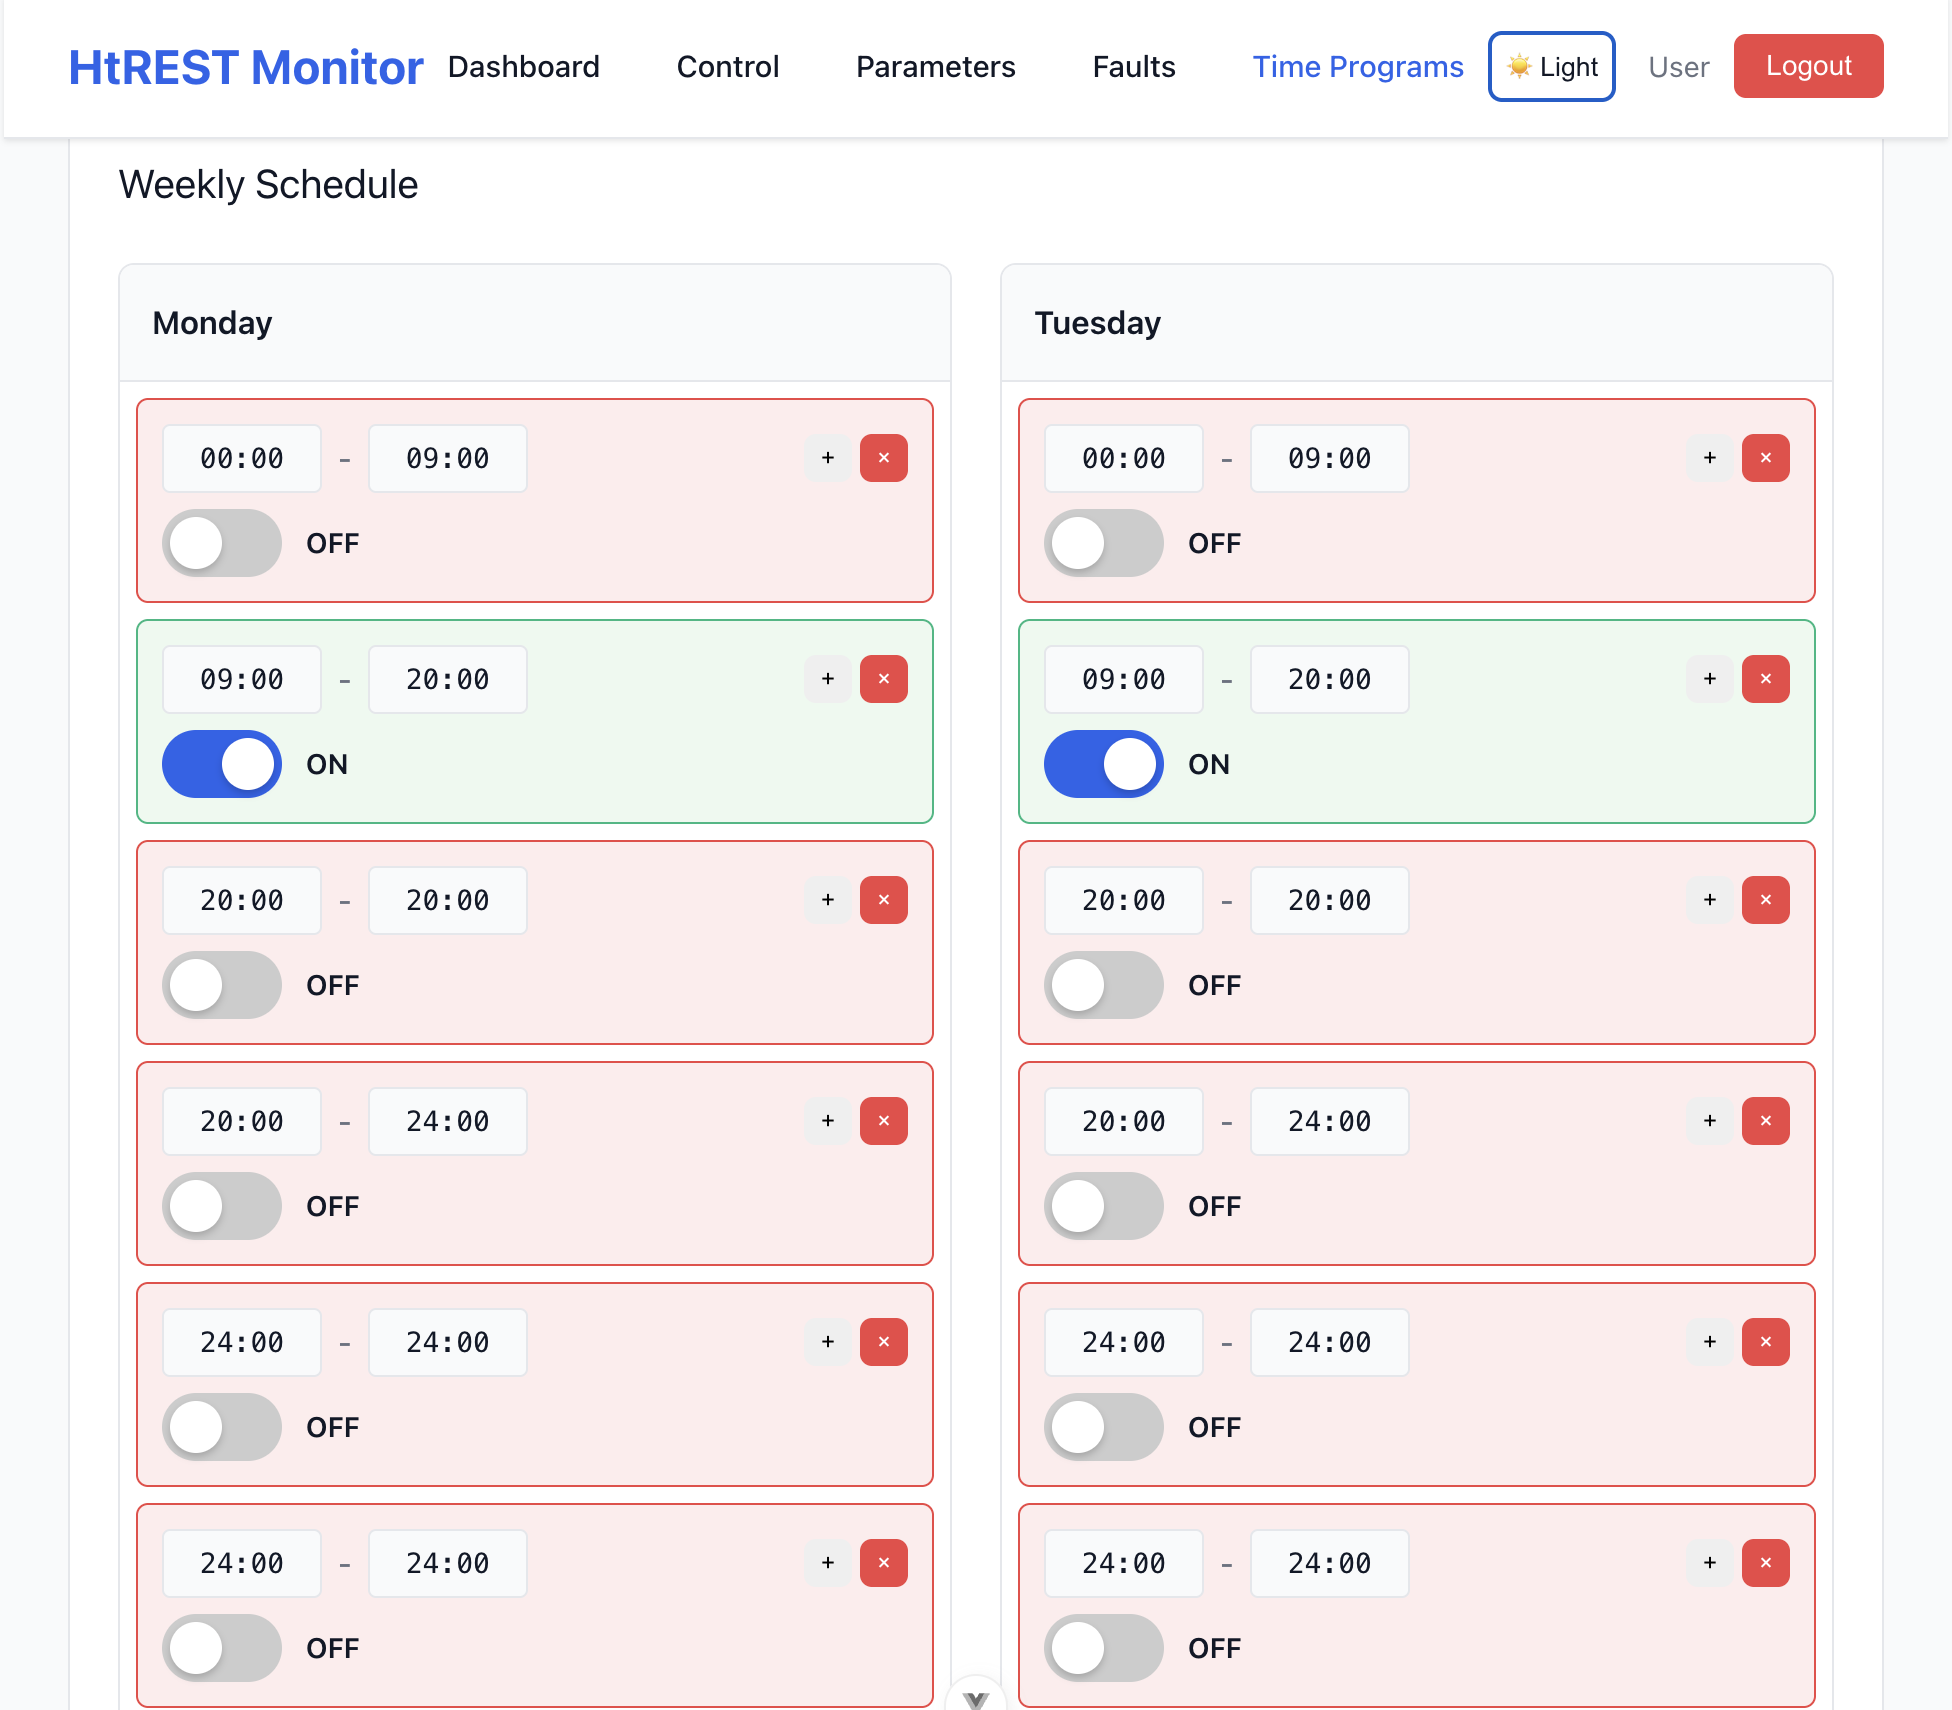 HtREST Monitor Dashboard Control Parameters Faults Time Programs Light User Logout
Weekly Schedule
Monday
00:00 - 09:00 + ×
OFF
09:00 - 20:00 + ×
ON
20:00 - 20:00 + ×
OFF
20:00 - 24:00 + ×
OFF
24:00 - 24:00 + ×
OFF
24:00 - 24:00 + ×
OFF
Tuesday
00:00 - 09:00 + ×
OFF
09:00 - 20:00 + ×
ON
20:00 - 20:00 + ×
OFF
20:00 - 24:00 + ×
OFF
24:00 - 24:00 + ×
OFF
24:00 - 24:00 + ×
OFF